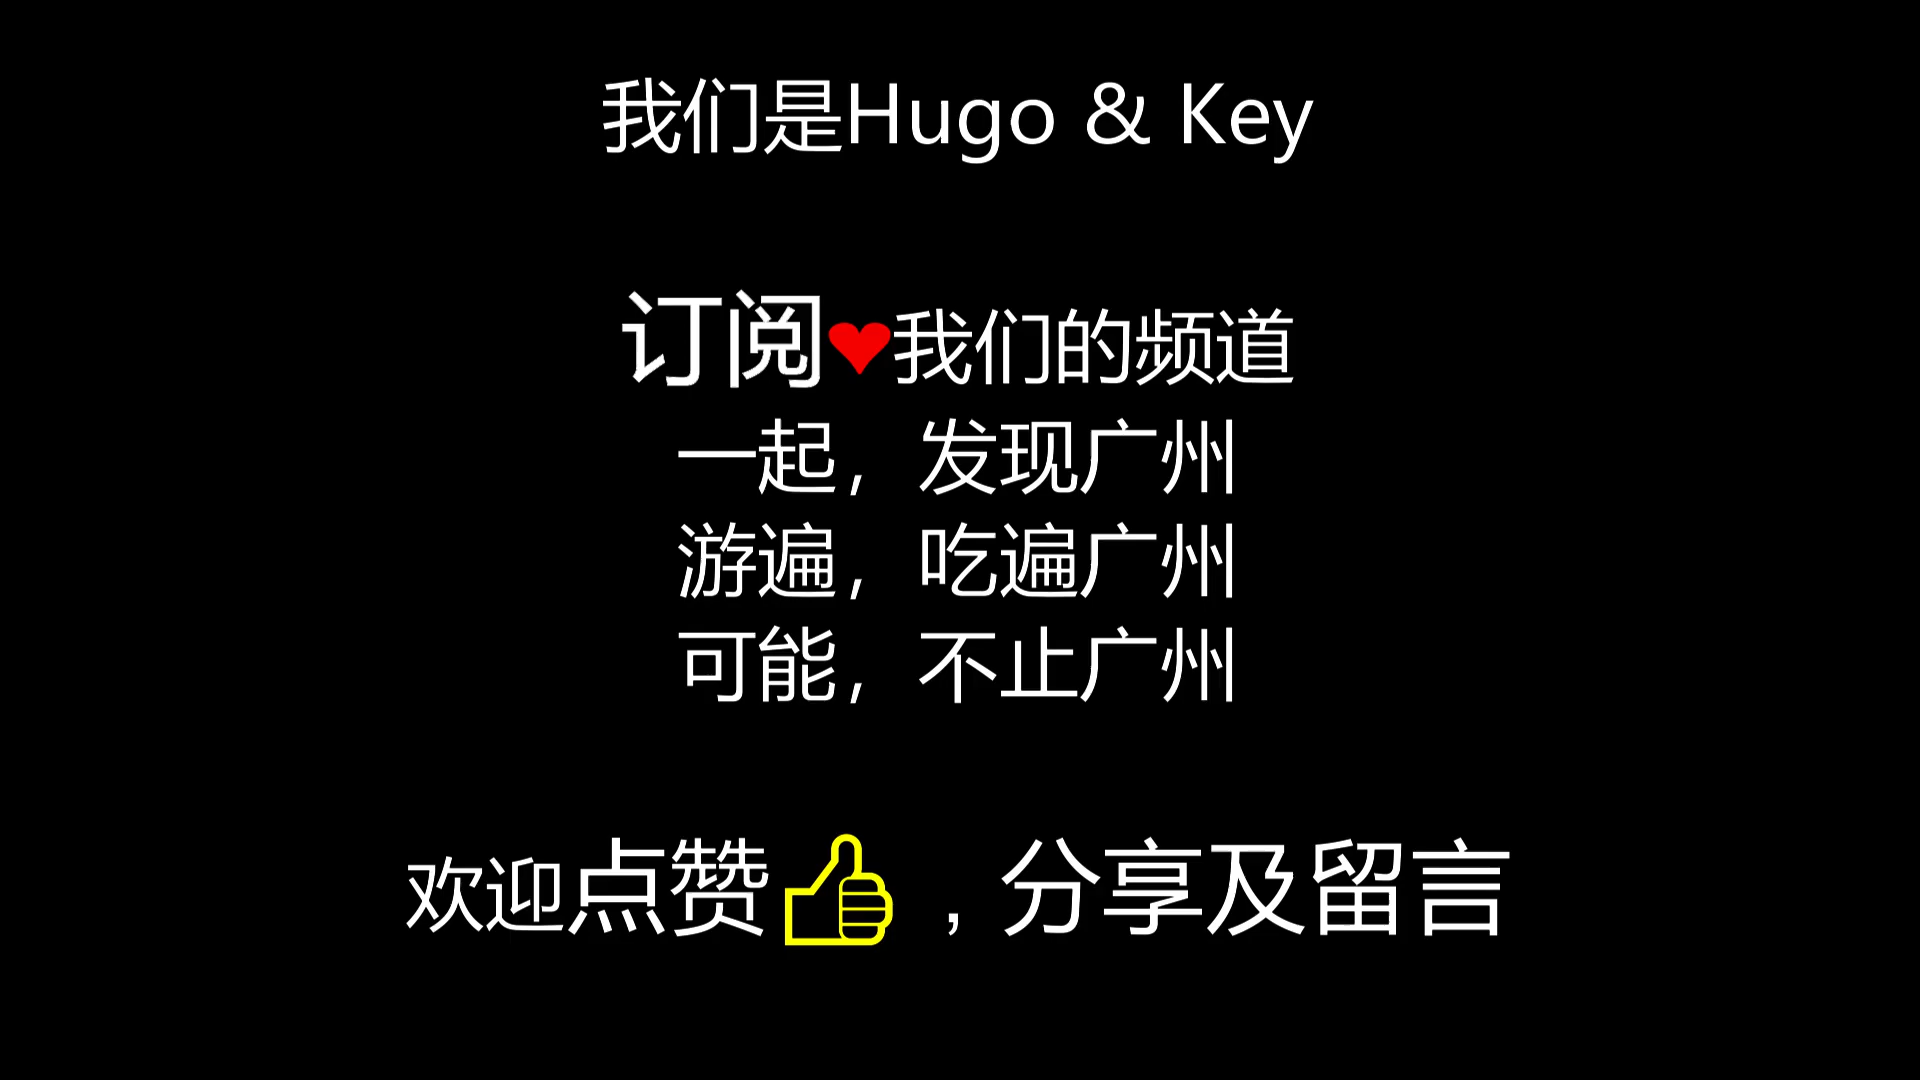 我们是Hugo & Key
订阅❤我们的频道
一起，发现广州
游遍，吃遍广州
可能，不止广州
欢迎点赞👍，分享及留言